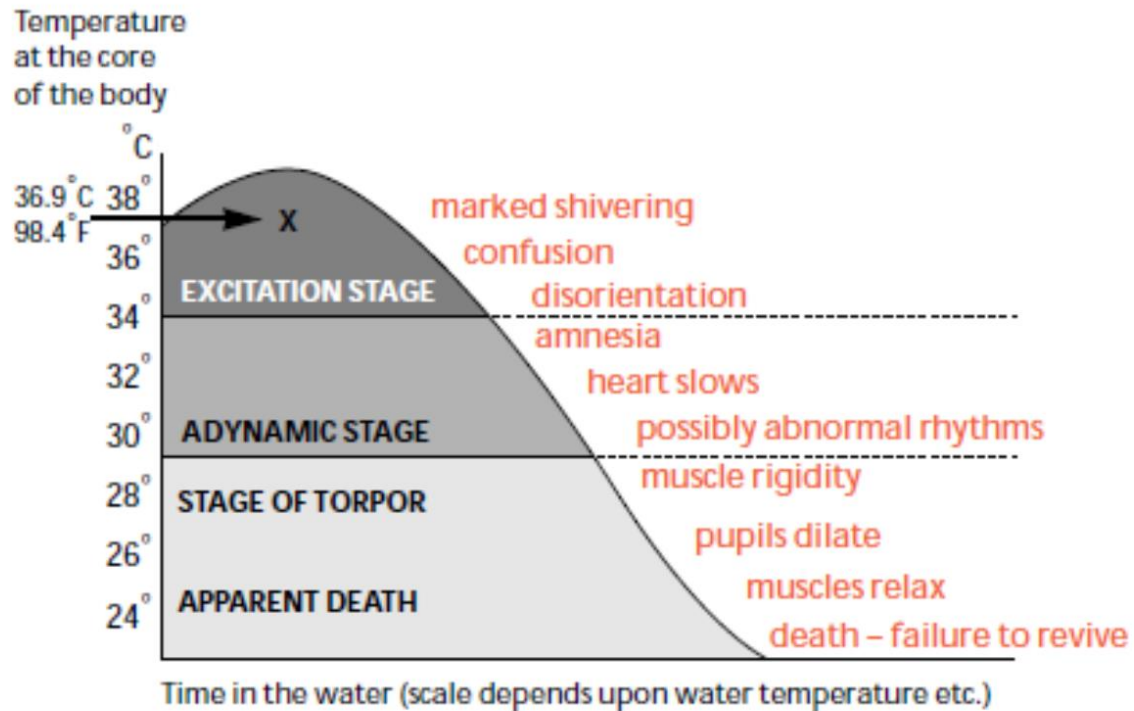 Temperature
at the core
of the body
°C
36.9°C
98.4°F
38°
36°
34°
32°
30°
28°
26°
24°
X
EXCITATION STAGE
ADYNAMIC STAGE
STAGE OF TORPOR
APPARENT DEATH
marked shivering
confusion
disorientation
amnesia
heart slows
possibly abnormal rhythms
muscle rigidity
pupils dilate
muscles relax
death – failure to revive
Time in the water (scale depends upon water temperature etc.)